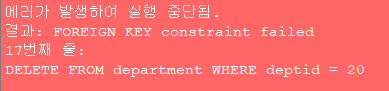 에러가 발생하여 실행 중단됨.
결과: FOREIGN KEY constraint failed
17번째 줄:
DELETE FROM department WHERE deptid = 20